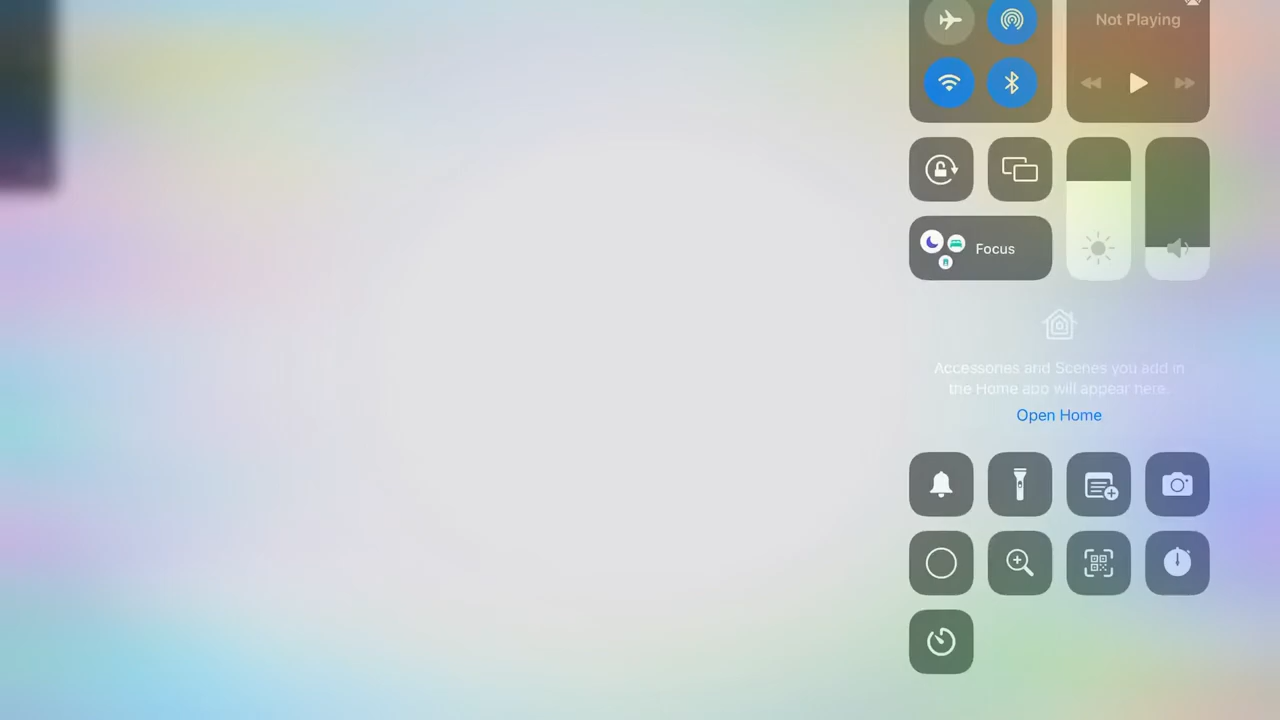 Not Playing
Focus
Accessories and Scenes you add in
the Home app will appear here.
Open Home